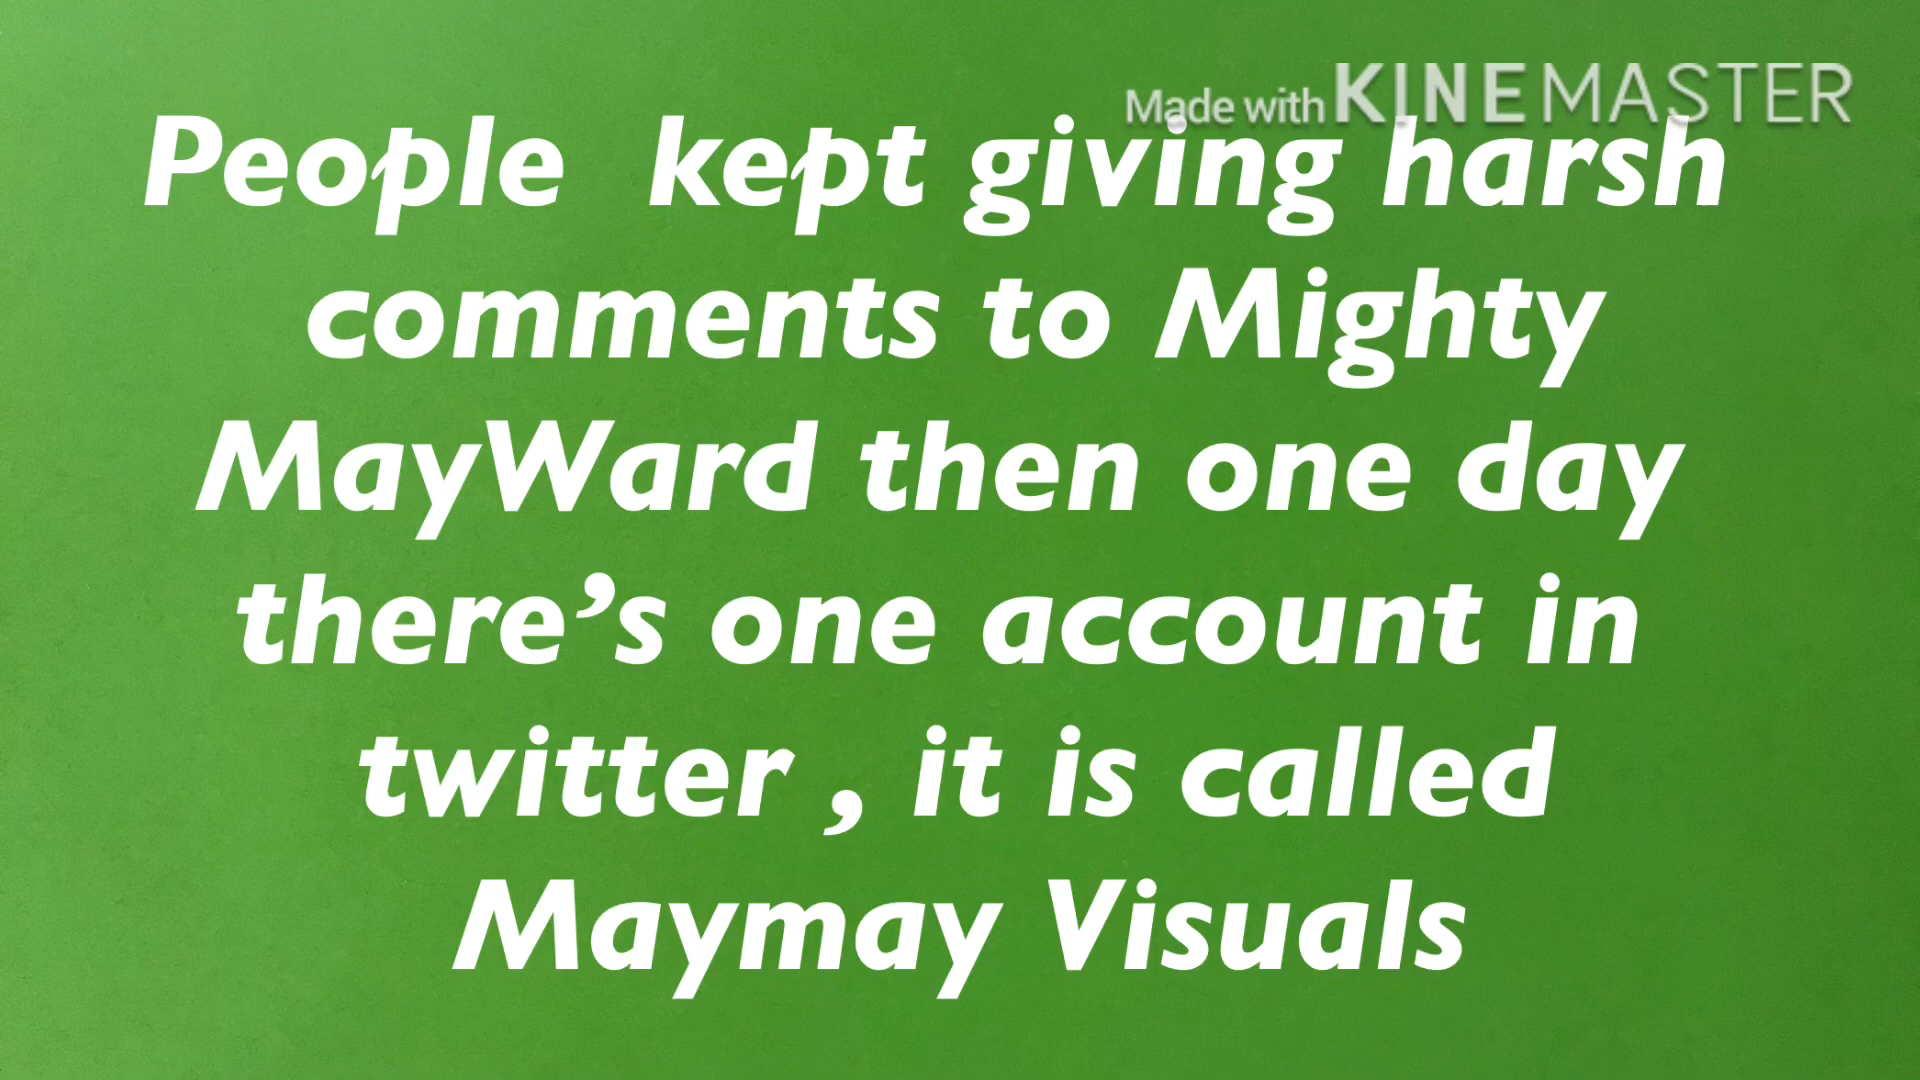 Made with KINEMASTER
People kept giving harsh
comments to Mighty
MayWard then one day
there’s one account in
twitter , it is called
Maymay Visuals